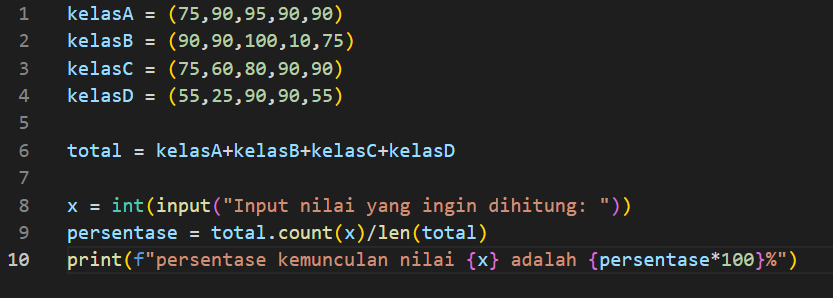 1 kelasA = (75,90,95,90,90)
2 kelasB = (90,90,100,10,75)
3 kelasC = (75,60,80,90,90)
4 kelasD = (55,25,90,90,55)
5
6 total = kelasA+kelasB+kelasC+kelasD
7
8 x = int(input("Input nilai yang ingin dihitung: "))
9 persentase = total.count(x)/len(total)
10 print(f"persentase kemunculan nilai {x} adalah {persentase*100}%")